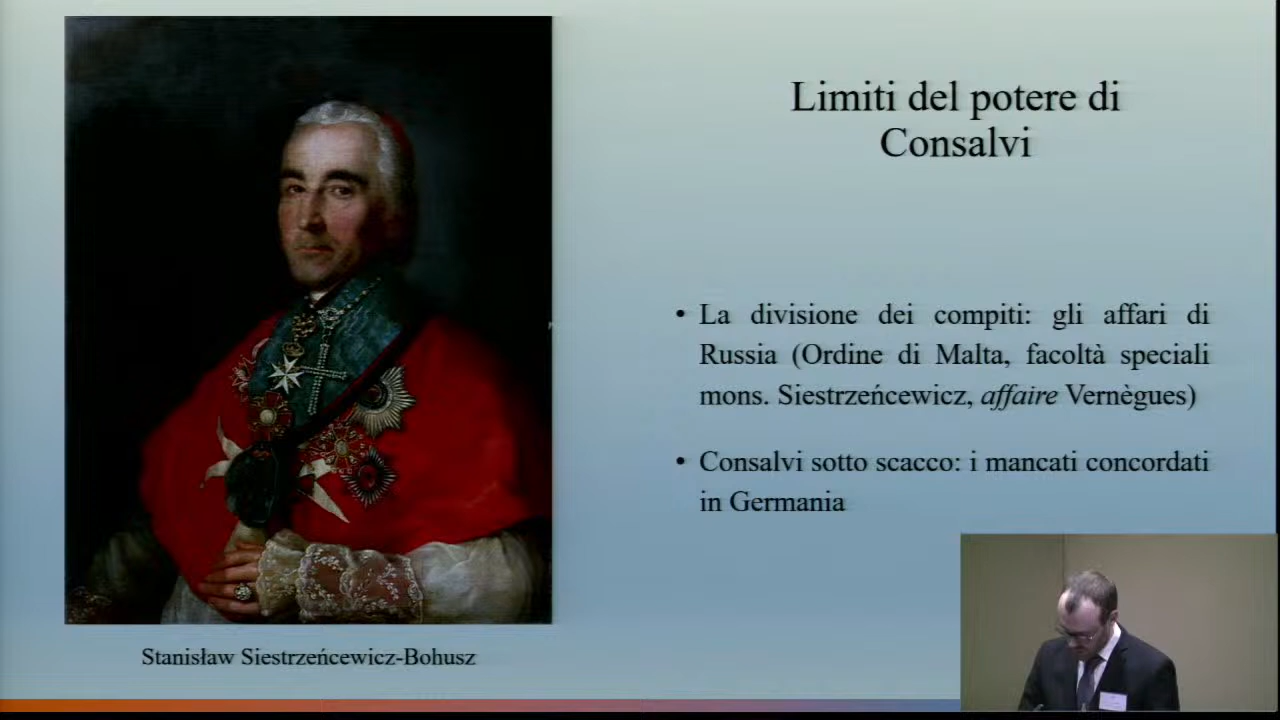 Limiti del potere di
Consalvi
• La divisione dei compiti: gli affari di
Russia (Ordine di Malta, facoltà speciali
mons. Siestrzeńcewicz, affaire Vernègues)
• Consalvi sotto scacco: i mancati concordati
in Germania
Stanisław Siestrzeńcewicz-Bohusz